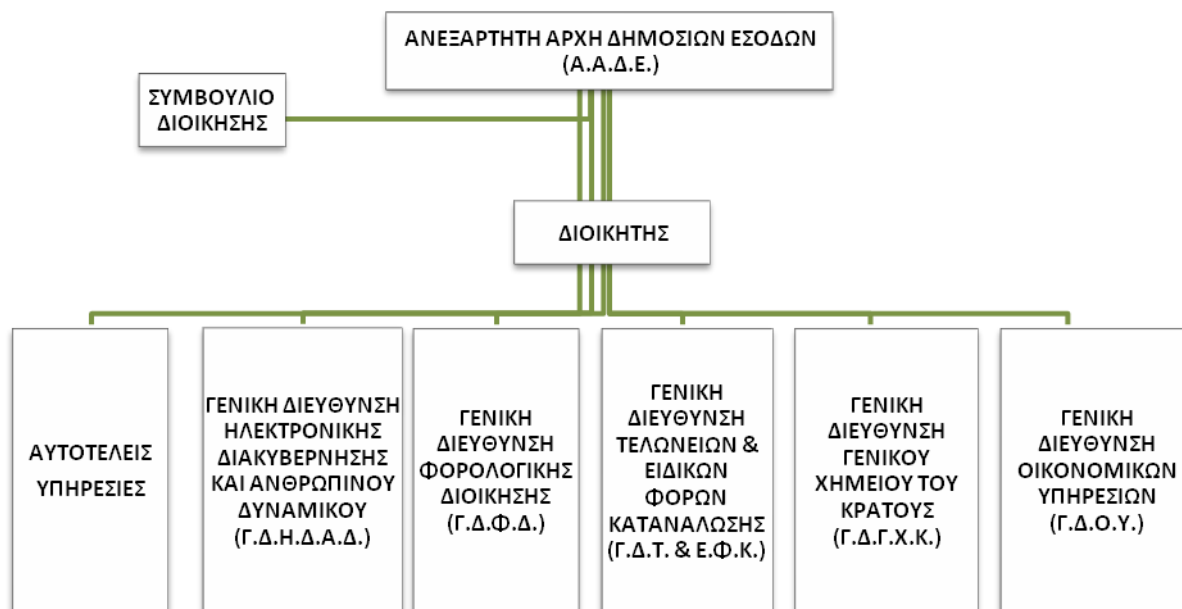 ΑΝΕΞΑΡΤΗΤΗ ΑΡΧΗ ΔΗΜΟΣΙΩΝ ΕΣΟΔΩΝ
(Α.Α.Δ.Ε.)
ΣΥΜΒΟΥΛΙΟ
ΔΙΟΙΚΗΣΗΣ
ΔΙΟΙΚΗΤΗΣ
ΑΥΤΟΤΕΛΕΙΣ
ΥΠΗΡΕΣΙΕΣ
ΓΕΝΙΚΗ ΔΙΕΥΘΥΝΣΗ
ΗΛΕΚΤΡΟΝΙΚΗΣ
ΔΙΑΚΥΒΕΡΝΗΣΗΣ
ΚΑΙ ΑΝΘΡΩΠΙΝΟΥ
ΔΥΝΑΜΙΚΟΥ
(Γ.Δ.Η.Δ.Α.Δ.)
ΓΕΝΙΚΗ
ΔΙΕΥΘΥΝΣΗ
ΦΟΡΟΛΟΓΙΚΗΣ
ΔΙΟΙΚΗΣΗΣ
(Γ.Δ.Φ.Δ.)
ΓΕΝΙΚΗ
ΔΙΕΥΘΥΝΣΗ
ΤΕΛΩΝΕΙΩΝ &
ΕΙΔΙΚΩΝ
ΦΟΡΩΝ
ΚΑΤΑΝΑΛΩΣΗΣ
(Γ.Δ.Τ. & Ε.Φ.Κ.)
ΓΕΝΙΚΗ
ΔΙΕΥΘΥΝΣΗ
ΓΕΝΙΚΟΥ
ΧΗΜΕΙΟΥ ΤΟΥ
ΚΡΑΤΟΥΣ
(Γ.Δ.Γ.Χ.Κ.)
ΓΕΝΙΚΗ
ΔΙΕΥΘΥΝΣΗ
ΟΙΚΟΝΟΜΙΚΩΝ
ΥΠΗΡΕΣΙΩΝ
(Γ.Δ.Ο.Υ.)